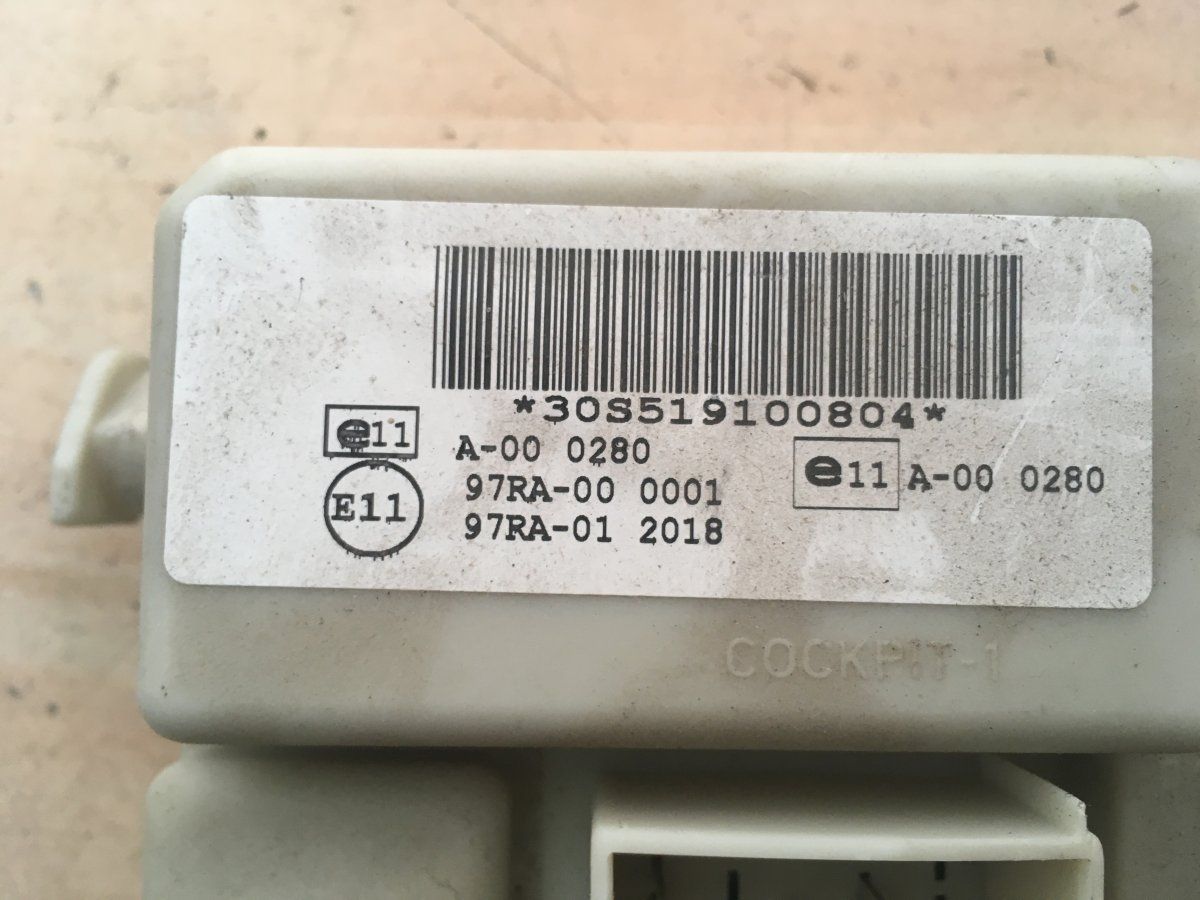 *30S519100804*
e11 A-00 0280
E11 97RA-00 0001
97RA-01 2018
e11 A-00 0280
COCKPIT-1